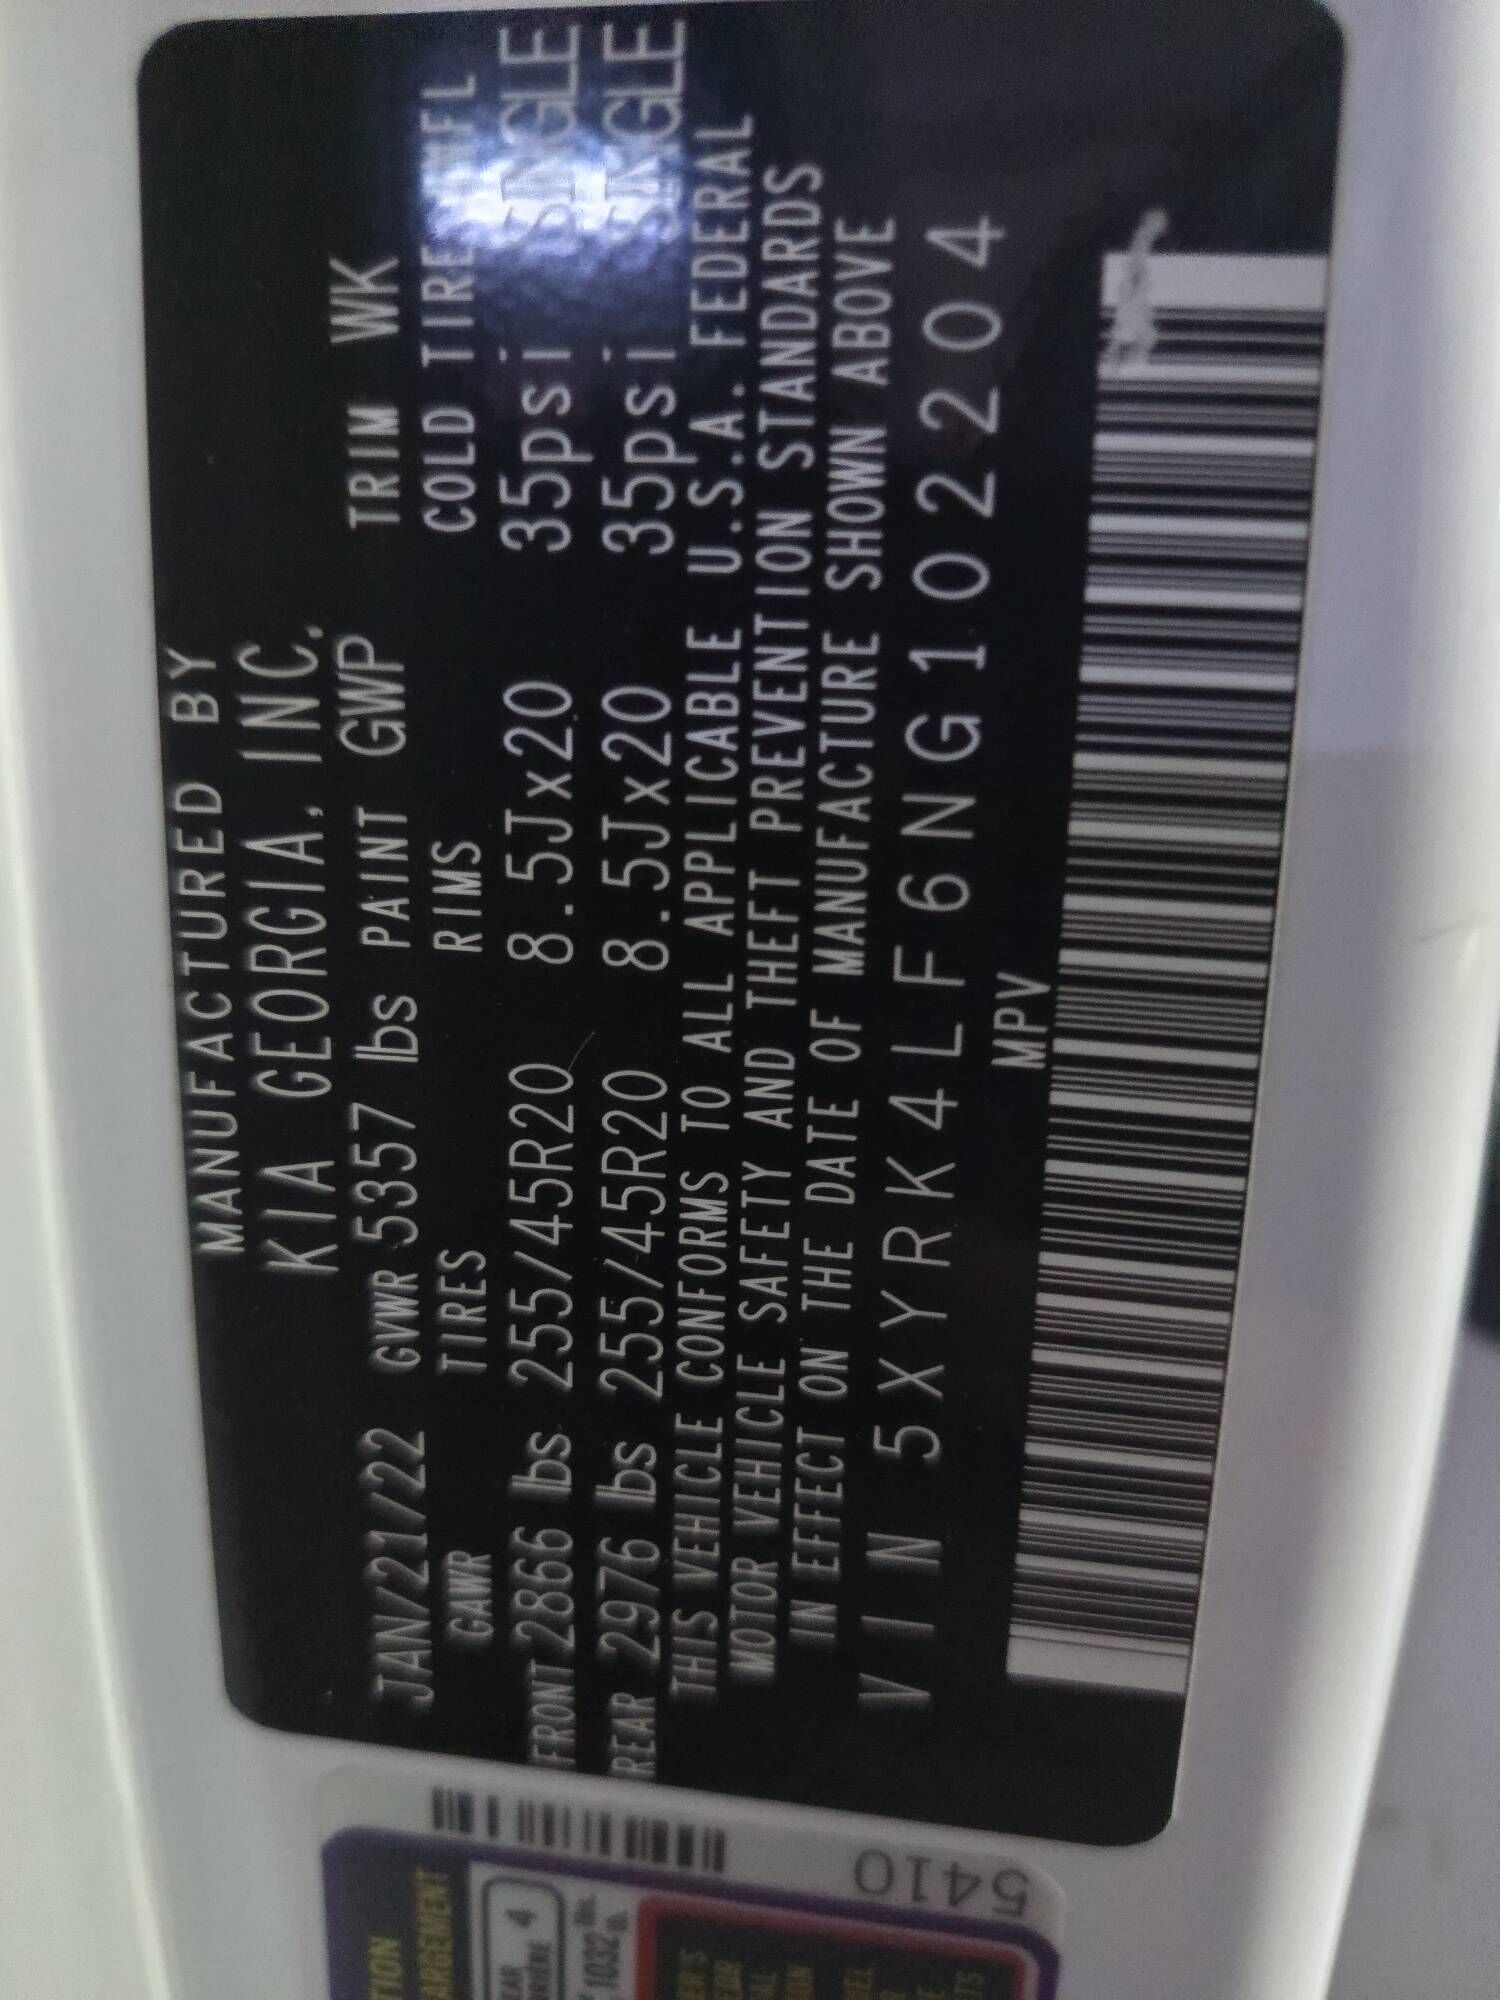 MANUFACTURED BY
KIA GEORGIA, INC.
JAN/21/22 GVWR 5357 lbs PAINT GWP TRIM WK
GAWR TIRES RIMS COLD TIRE INFL
FRONT 2866 lbs 255/45R20 8.5Jx20 35psi SINGLE
REAR 2976 lbs 255/45R20 8.5Jx20 35psi SINGLE
THIS VEHICLE CONFORMS TO ALL APPLICABLE U.S.A. FEDERAL
MOTOR VEHICLE SAFETY AND THEFT PREVENTION STANDARDS
IN EFFECT ON THE DATE OF MANUFACTURE SHOWN ABOVE
VIN 5XYRK4LF6NG102204
MPV
5410
4
1032